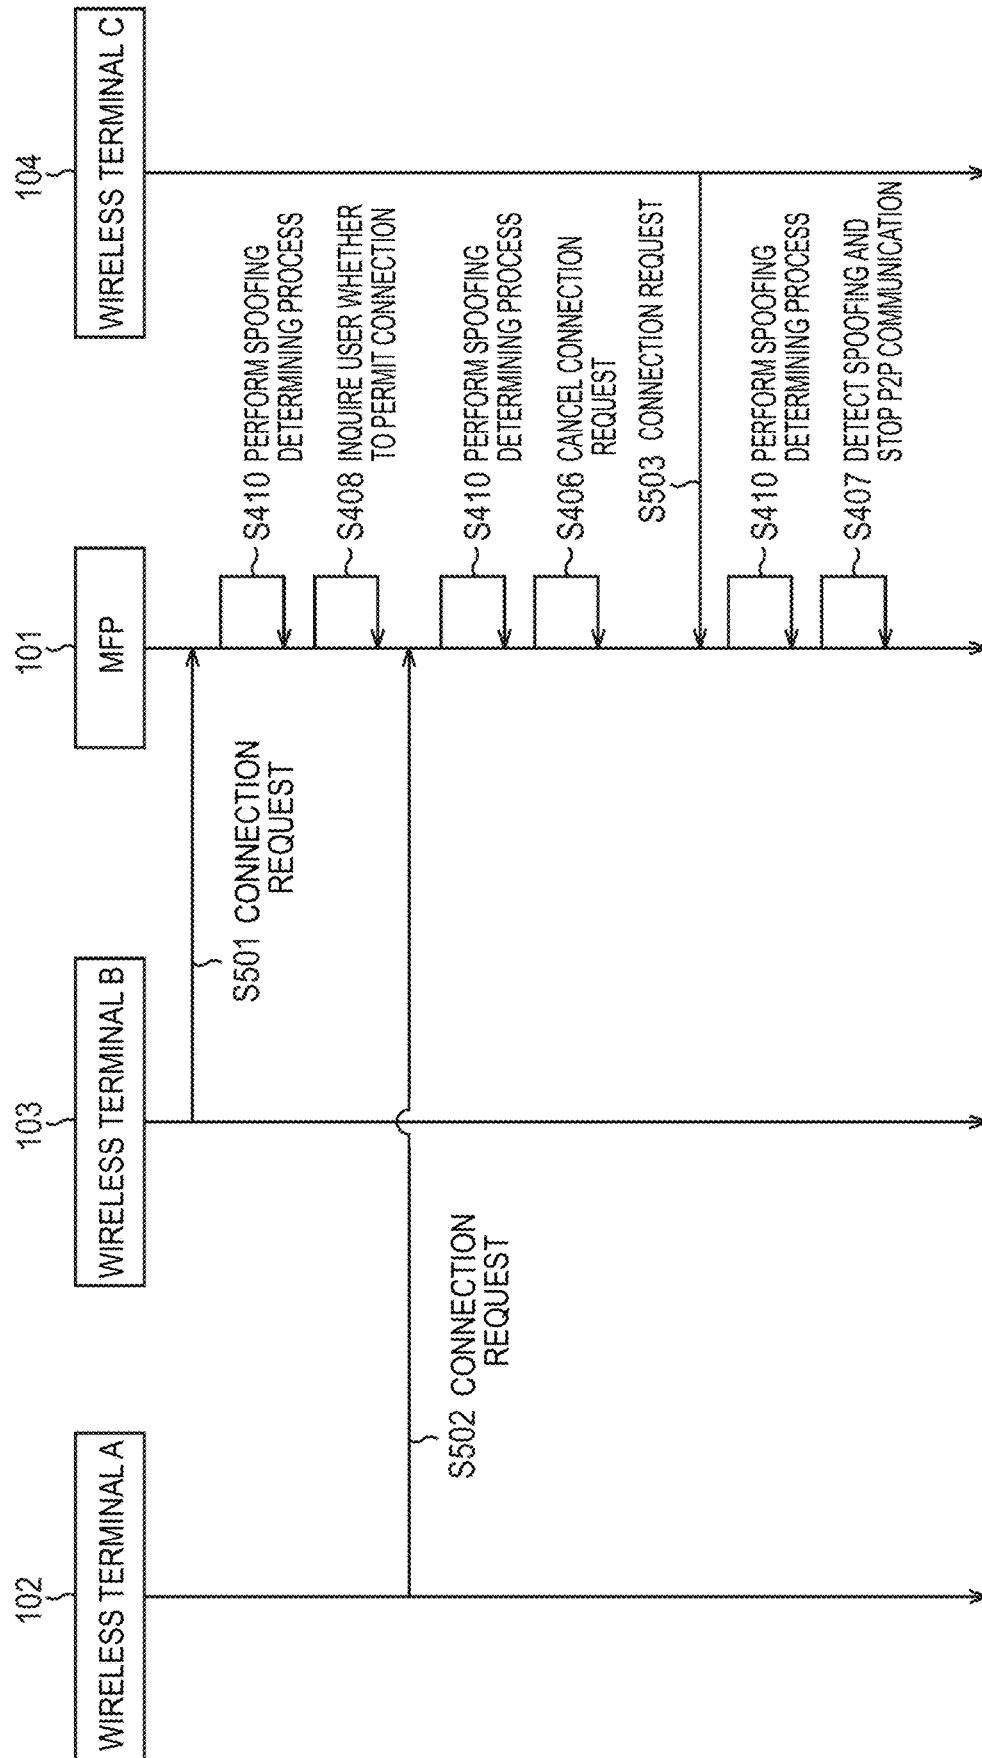 102
WIRELESS TERMINAL A
103
WIRELESS TERMINAL B
101
MFP
104
WIRELESS TERMINAL C
S501 CONNECTION
REQUEST
S410 PERFORM SPOOFING
DETERMINING PROCESS
S408 INQUIRE USER WHETHER
TO PERMIT CONNECTION
S502 CONNECTION
REQUEST
S410 PERFORM SPOOFING
DETERMINING PROCESS
S406 CANCEL CONNECTION
REQUEST
S503 CONNECTION REQUEST
S410 PERFORM SPOOFING
DETERMINING PROCESS
S407 DETECT SPOOFING AND
STOP P2P COMMUNICATION